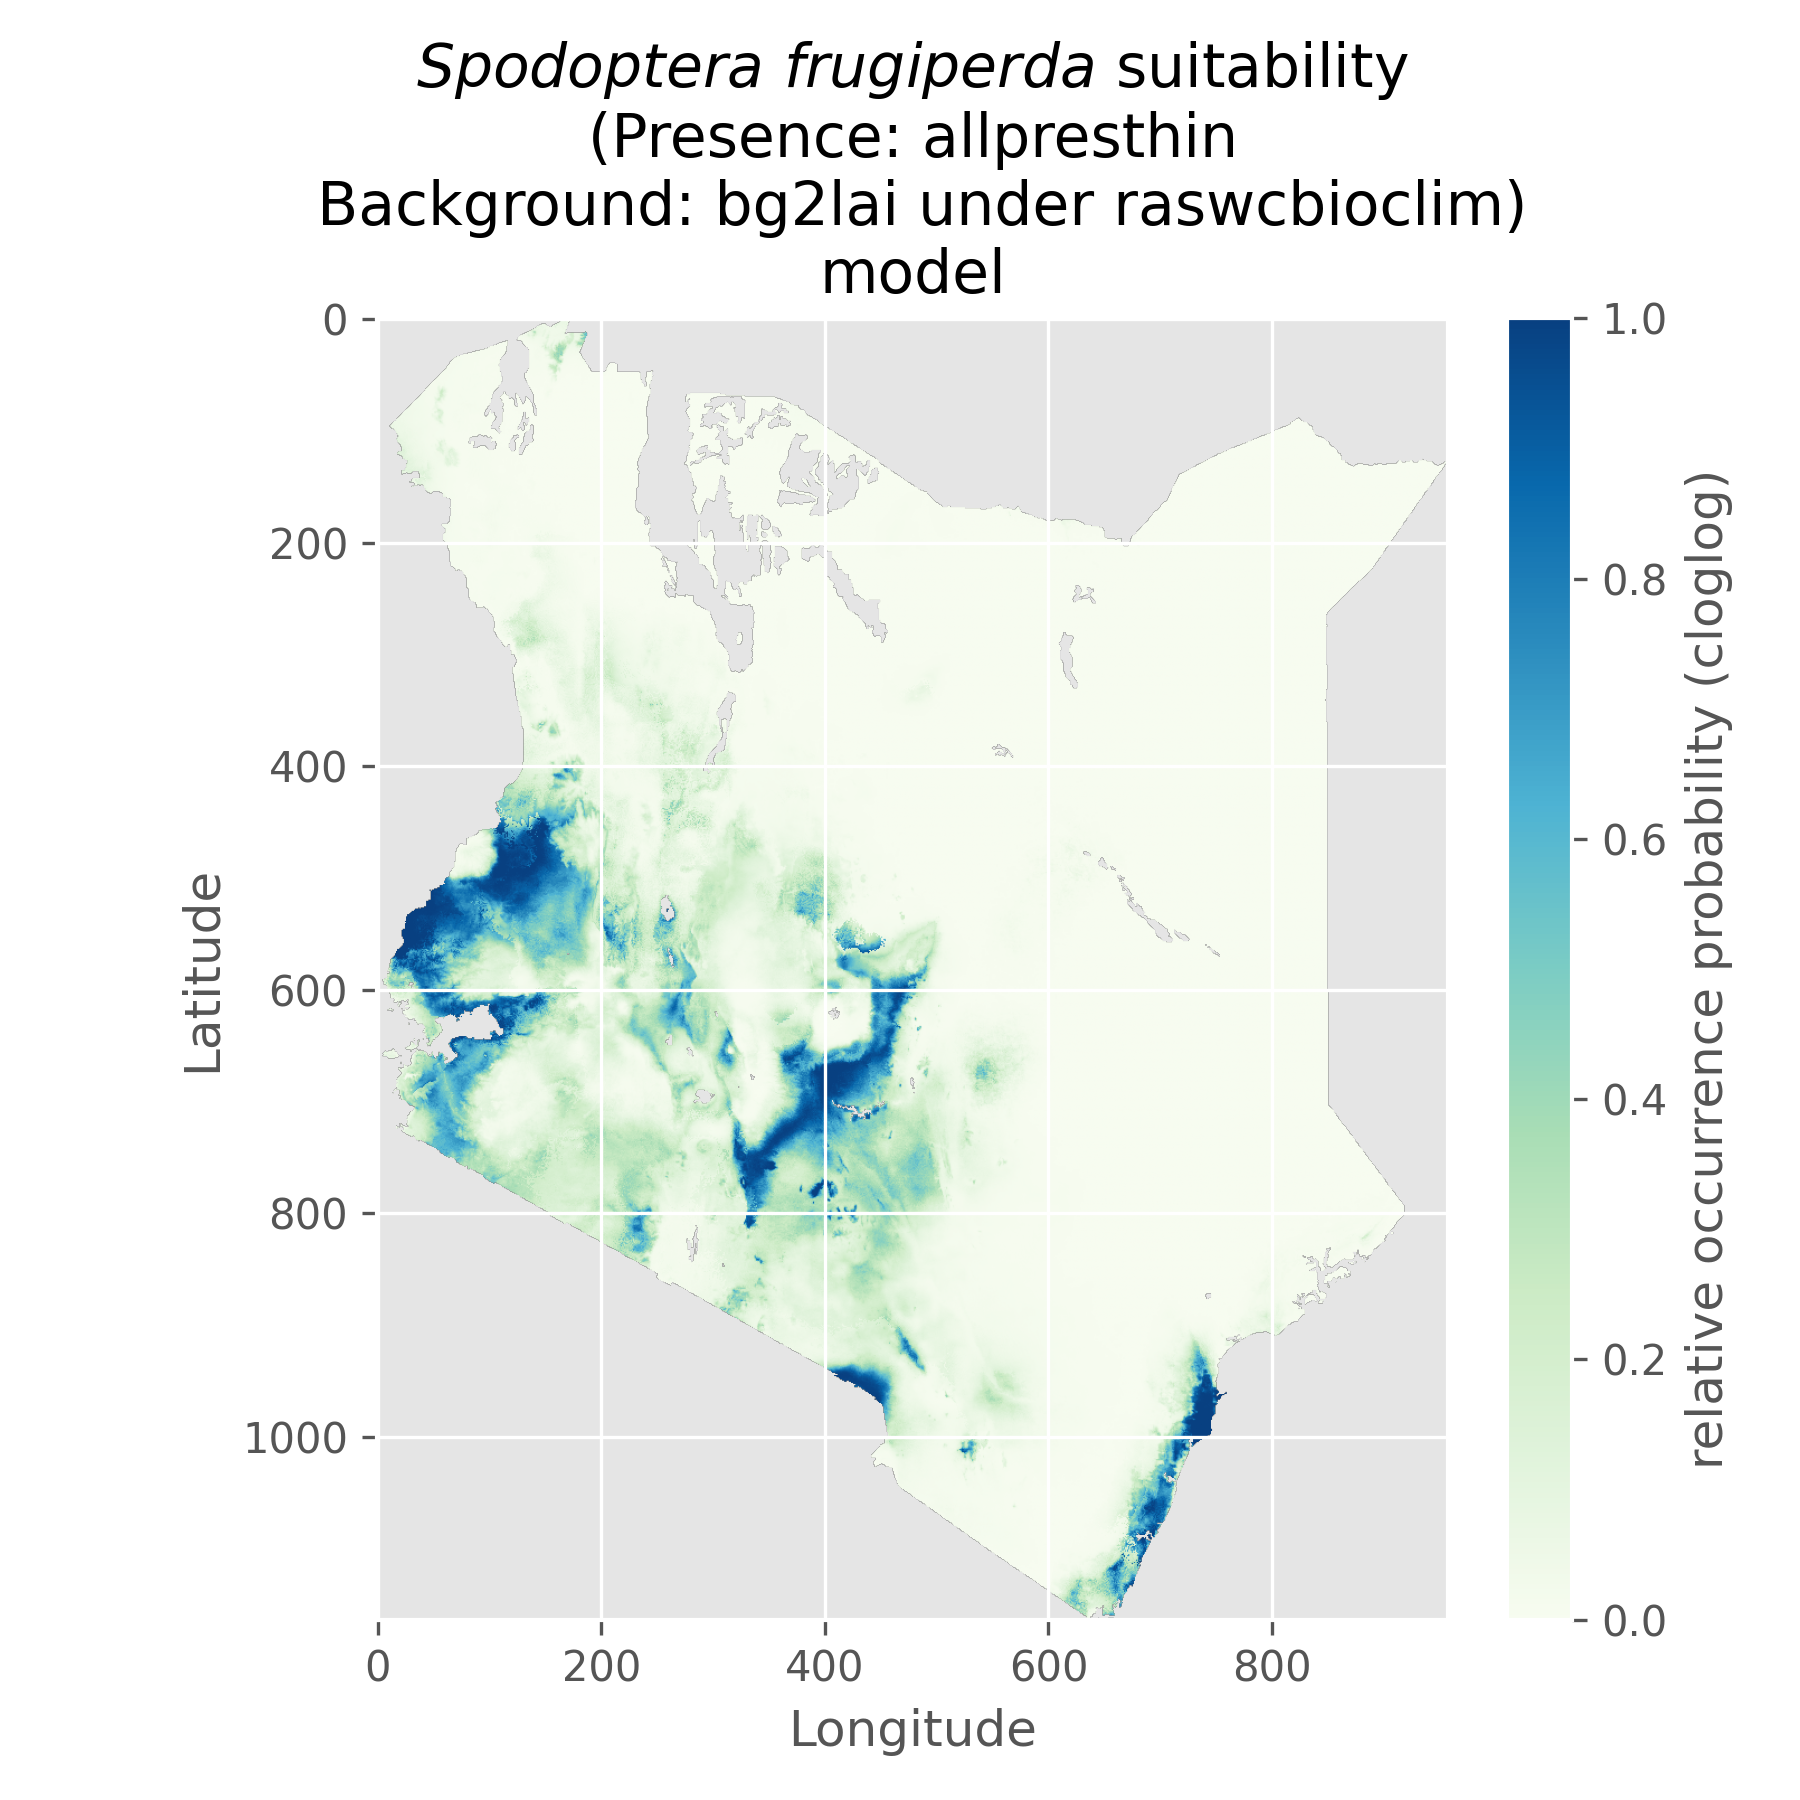 Spodoptera frugiperda suitability
(Presence: allpresthin
Background: bg2lai under raswcbioclim)
model
0
200
400
600
800
1000
Latitude
0
200
400
600
800
Longitude
1.0
0.8
0.6
0.4
0.2
0.0
relative occurrence probability (cloglog)